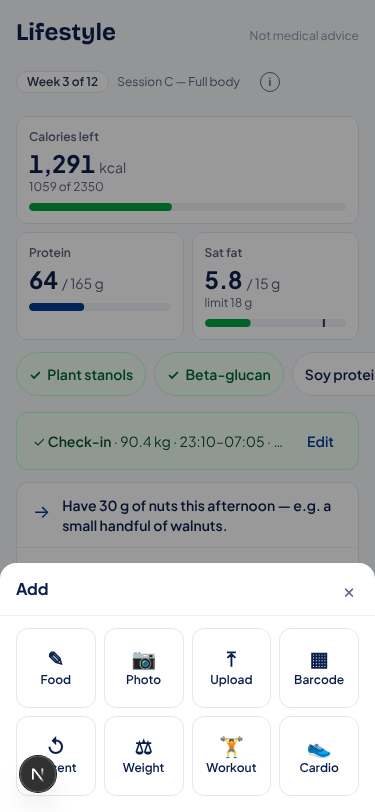 Lifestyle
Not medical advice
Week 3 of 12 Session C — Full body i
Calories left
1,291 kcal
1059 of 2350
Protein
64 / 165 g
Sat fat
5.8 / 15 g
limit 18 g
✓ Plant stanols ✓ Beta-glucan Soy protei
✓ Check-in · 90.4 kg · 23:10–07:05 · … Edit
→ Have 30 g of nuts this afternoon — e.g. a
small handful of walnuts.
Add ×
Food Photo Upload Barcode
Weight Workout Cardio
N